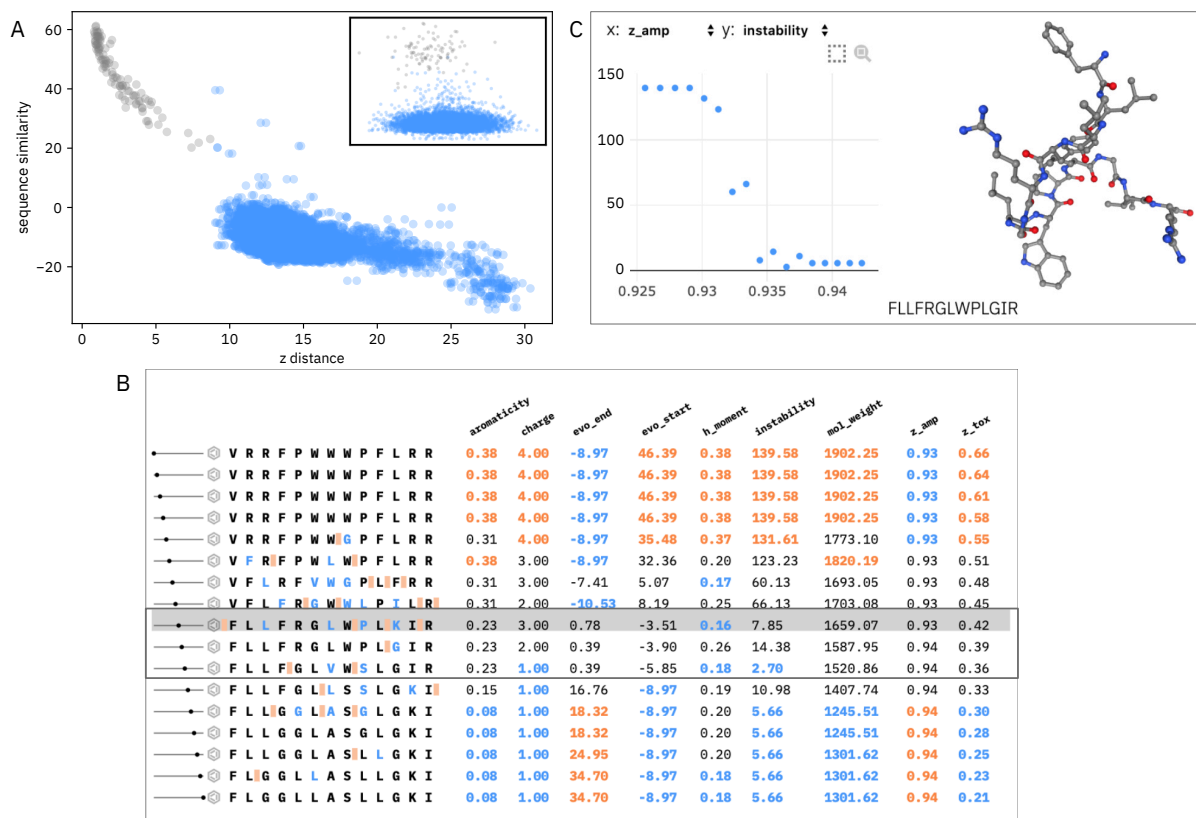 A
sequence similarity
60
40
20
0
−20
0 5 10 15 20 25 30
z distance
C
x: z_amp y: instability
150
100
50
0
0.925 0.93 0.935 0.94
FLLFRGLWPLGIR
B
aromaticity charge evo_end evo_start h_moment instability mol_weight z_amp z_tox
V R R F P W W W P F L R R 0.38 4.00 -8.97 46.39 0.38 139.58 1902.25 0.93 0.66
V R R F P W W W P F L R R 0.38 4.00 -8.97 46.39 0.38 139.58 1902.25 0.93 0.64
V R R F P W W W P F L R R 0.38 4.00 -8.97 46.39 0.38 139.58 1902.25 0.93 0.61
V R R F P W W W P F L R R 0.38 4.00 -8.97 46.39 0.38 139.58 1902.25 0.93 0.58
V R R F P W W G P F L R R 0.31 4.00 -8.97 35.48 0.37 131.61 1773.10 0.93 0.55
V F R F P W L W P F L R R 0.38 3.00 -8.97 32.36 0.20 123.23 1820.19 0.93 0.51
V F L R F V W G P L F R R 0.31 3.00 -7.41 5.07 0.17 60.13 1693.05 0.93 0.48
V F L F F R G W W L P I L R 0.31 2.00 -10.53 8.19 0.25 66.13 1703.08 0.93 0.45
F L L F R G L W P L K I R 0.23 3.00 0.78 -3.51 0.16 7.85 1659.07 0.93 0.42
F L L F R G L W P L G I R 0.23 2.00 0.39 -3.90 0.26 14.38 1587.95 0.94 0.39
F L L F G L V W S L G I R 0.23 1.00 0.39 -5.85 0.18 2.70 1520.86 0.94 0.36
F L L F G L L S S L G K I 0.15 1.00 16.76 -8.97 0.19 10.98 1407.74 0.94 0.33
F L L G G L A S G L G K I 0.08 1.00 18.32 -8.97 0.20 5.66 1245.51 0.94 0.30
F L L G G L A S G L G K I 0.08 1.00 18.32 -8.97 0.20 5.66 1245.51 0.94 0.28
F L L G G L A S L L G K I 0.08 1.00 24.95 -8.97 0.20 5.66 1301.62 0.94 0.25
F L G G L L A S L L G K I 0.08 1.00 34.70 -8.97 0.18 5.66 1301.62 0.94 0.23
F L G G L L A S L L G K I 0.08 1.00 34.70 -8.97 0.18 5.66 1301.62 0.94 0.21